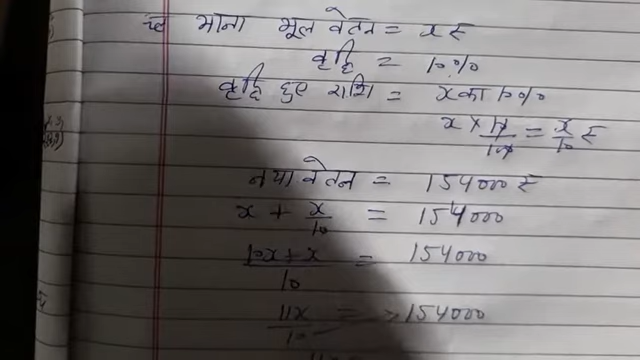 माना मूल वेतन = x ₹
वृद्धि = 10%
वृद्धि हुए राशि = x का 10%
x × 10/100 = x/10 ₹
नया वेतन = 154000 ₹
x + x/10 = 154000
10x+x/10 = 154000
11x/10 = 154000